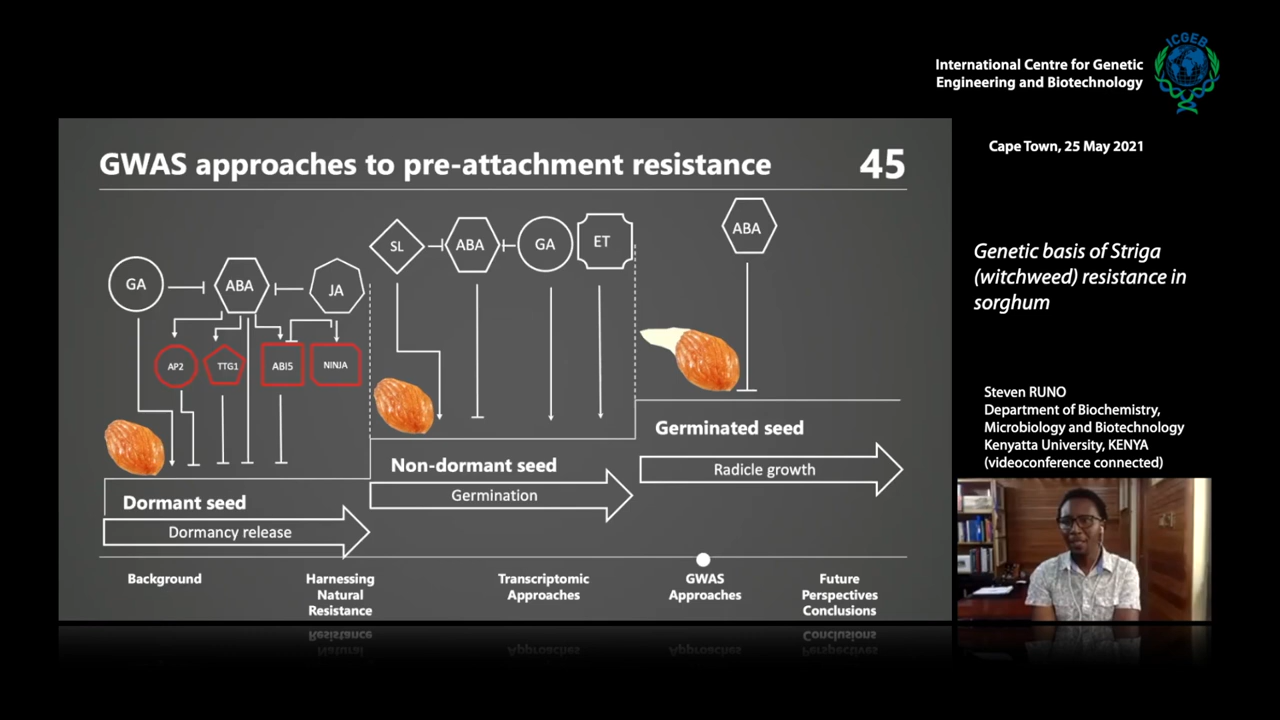 ICGEB
International Centre for Genetic
Engineering and Biotechnology
Cape Town, 25 May 2021
GWAS approaches to pre-attachment resistance
45
SL
ABA
GA
ET
ABA
GA
ABA
JA
AP2
TTG1
ABI5
NINJA
Germinated seed
Radicle growth
Non-dormant seed
Germination
Dormant seed
Dormancy release
Background
Harnessing
Natural
Resistance
Transcriptomic
Approaches
GWAS
Approaches
Future
Perspectives
Conclusions
Genetic basis of Striga
(witchweed) resistance in
sorghum
Steven RUNO
Department of Biochemistry,
Microbiology and Biotechnology
Kenyatta University, KENYA
(videoconference connected)